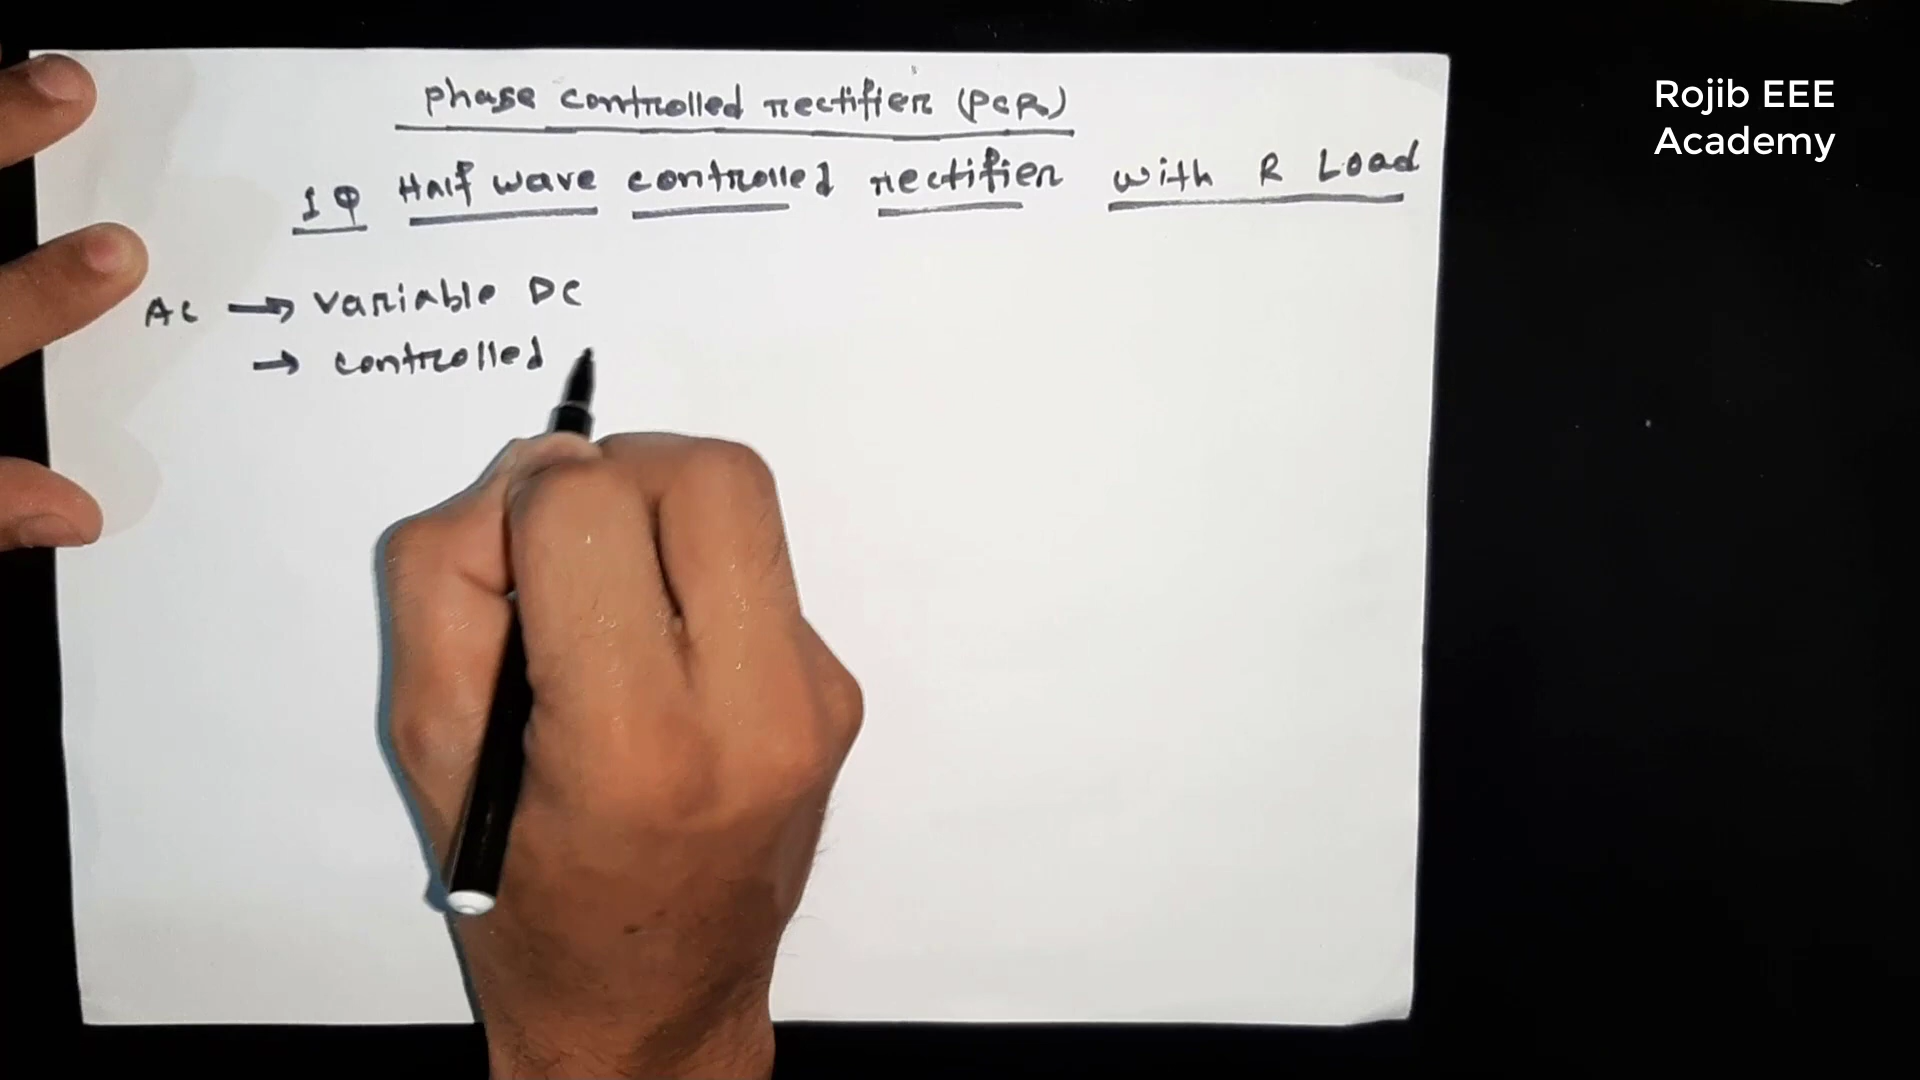 Phase controlled rectifier (PCR)
1φ Half wave controlled rectifier with R Load
AC → variable DC
→ controlled
Rojib EEE
Academy